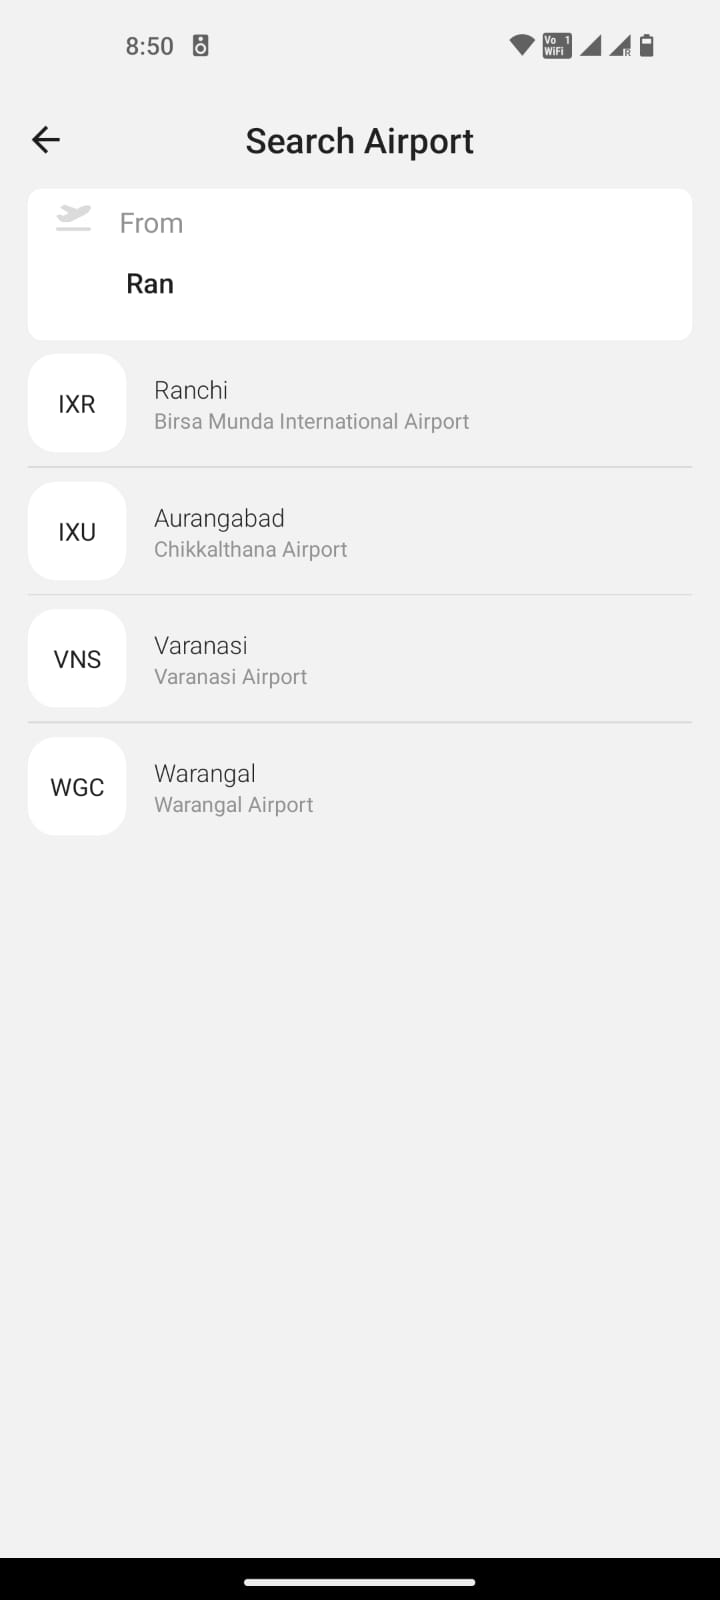 8:50
Vo 1
WiFi
R
Search Airport
From
Ran
IXR
Ranchi
Birsa Munda International Airport
IXU
Aurangabad
Chikkalthana Airport
VNS
Varanasi
Varanasi Airport
WGC
Warangal
Warangal Airport